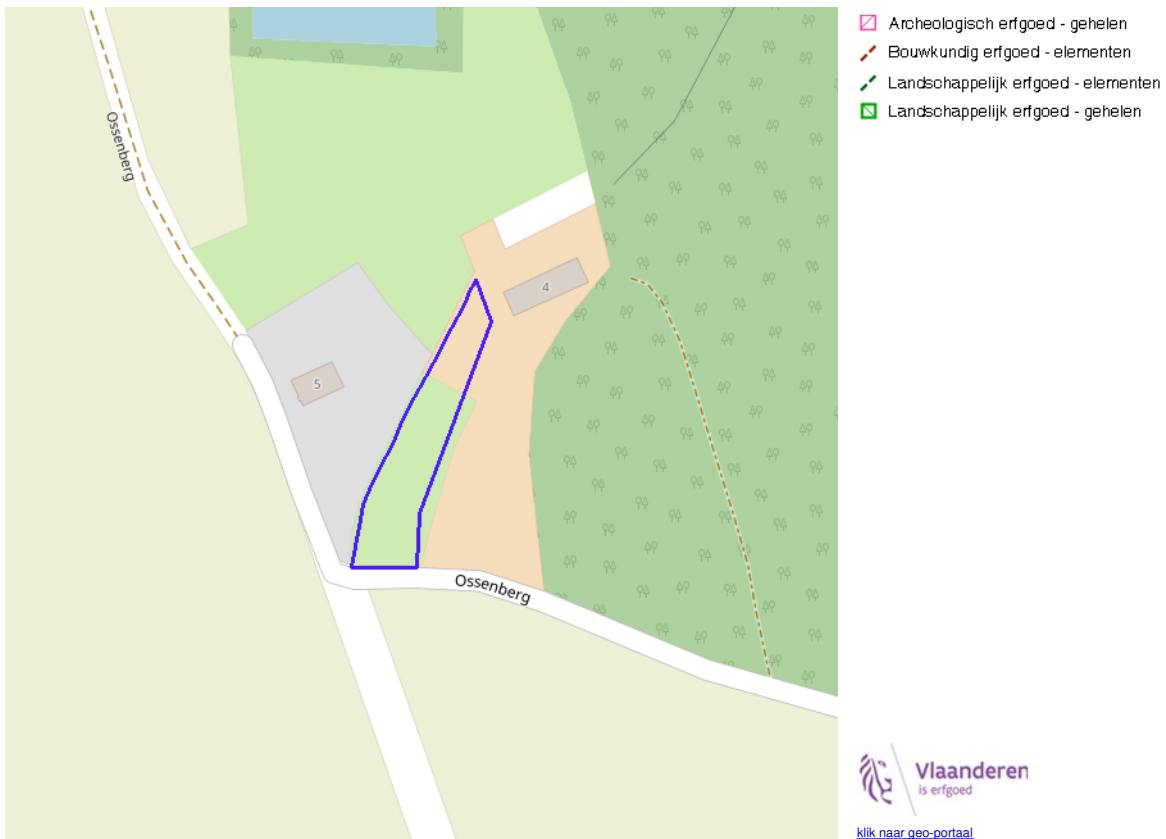 Archeologisch erfgoed - gehelen
Bouwkundig erfgoed - elementen
Landschappelijk erfgoed - elementen
Landschappelijk erfgoed - gehelen
Ossenberg
4
5
Ossenberg
Vlaanderen
is erfgoed
klik naar geo-portaal